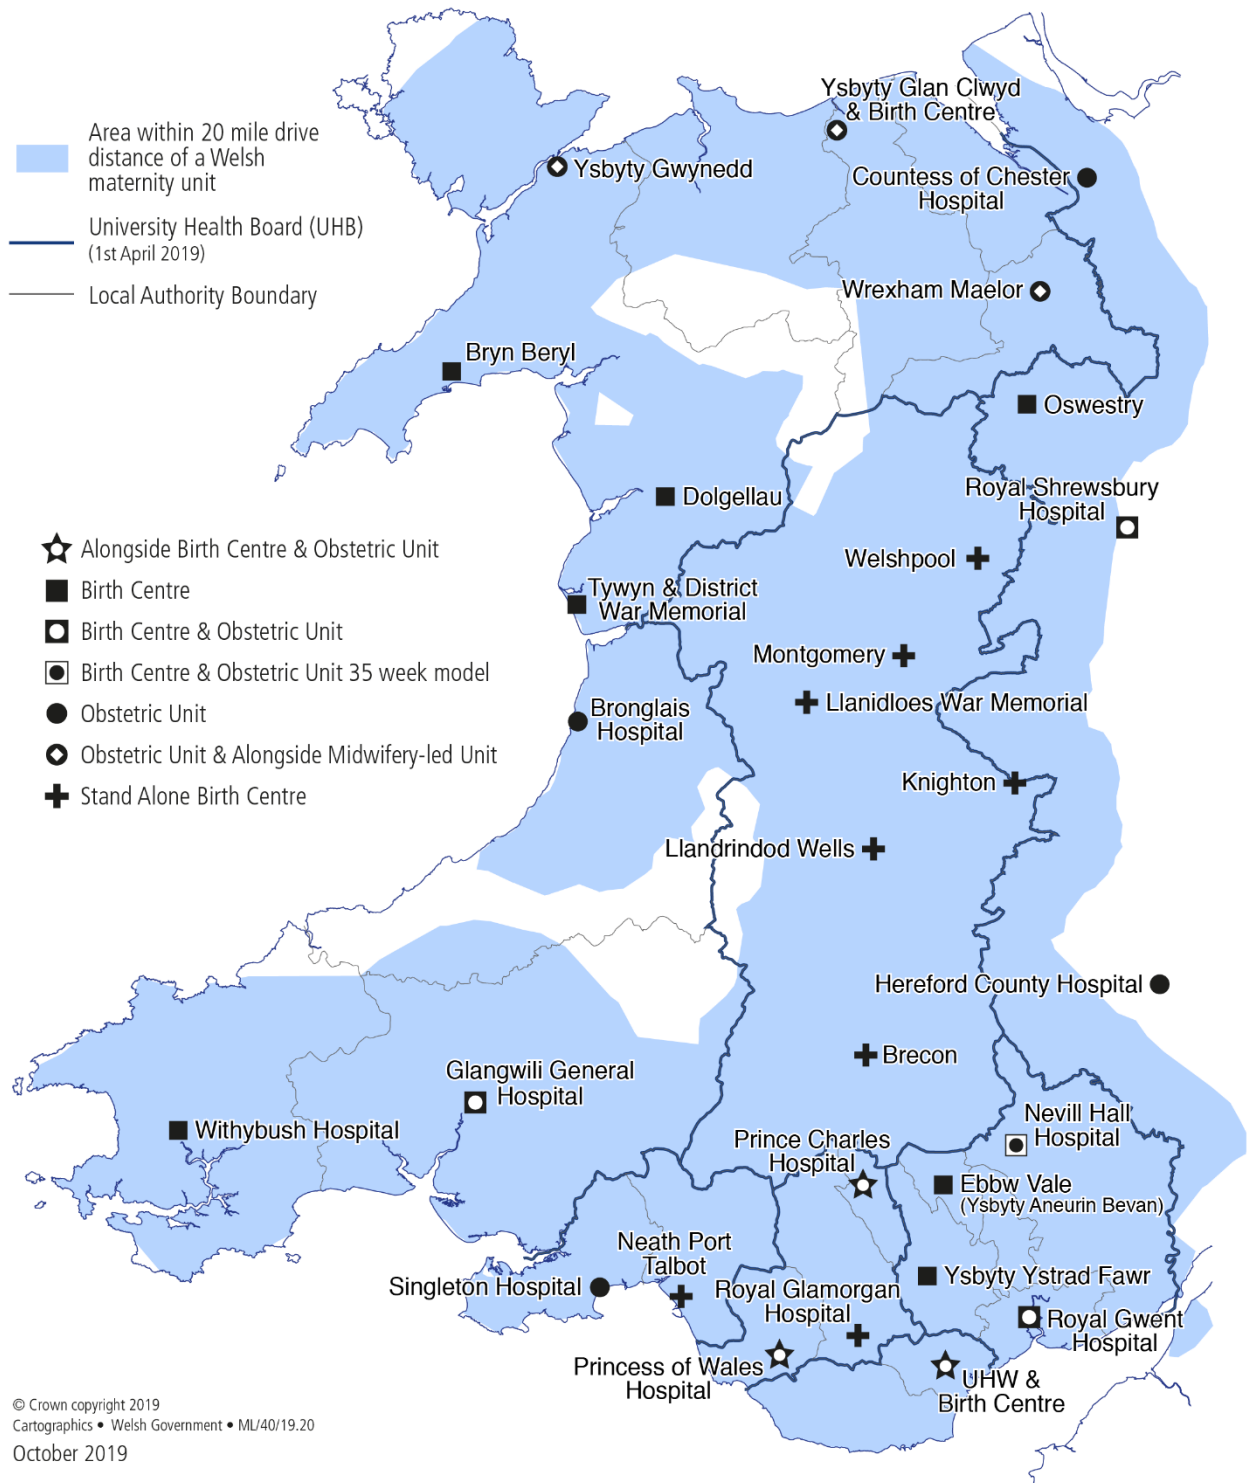 Area within 20 mile drive
distance of a Welsh
maternity unit
University Health Board (UHB)
(1st April 2019)
Local Authority Boundary
Ysbyty Glan Clwyd
& Birth Centre
Ysbyty Gwynedd
Countess of Chester
Hospital
Wrexham Maelor
Bryn Beryl
Oswestry
Royal Shrewsbury
Hospital
Dolgellau
Alongside Birth Centre & Obstetric Unit
Birth Centre
Birth Centre & Obstetric Unit
Birth Centre & Obstetric Unit 35 week model
Obstetric Unit
Obstetric Unit & Alongside Midwifery-led Unit
Stand Alone Birth Centre
Welshpool
Tywyn & District
War Memorial
Montgomery
Llanidloes War Memorial
Bronglais
Hospital
Knighton
Llandrindod Wells
Hereford County Hospital
Brecon
Glangwili General
Hospital
Withybush Hospital
Nevill Hall
Hospital
Prince Charles
Hospital
Ebbw Vale
(Ysbyty Aneurin Bevan)
Neath Port
Talbot
Singleton Hospital
Ysbyty Ystrad Fawr
Royal Glamorgan
Hospital
Royal Gwent
Hospital
Princess of Wales
Hospital
UHW &
Birth Centre
© Crown copyright 2019
Cartographics • Welsh Government • ML/40/19.20
October 2019